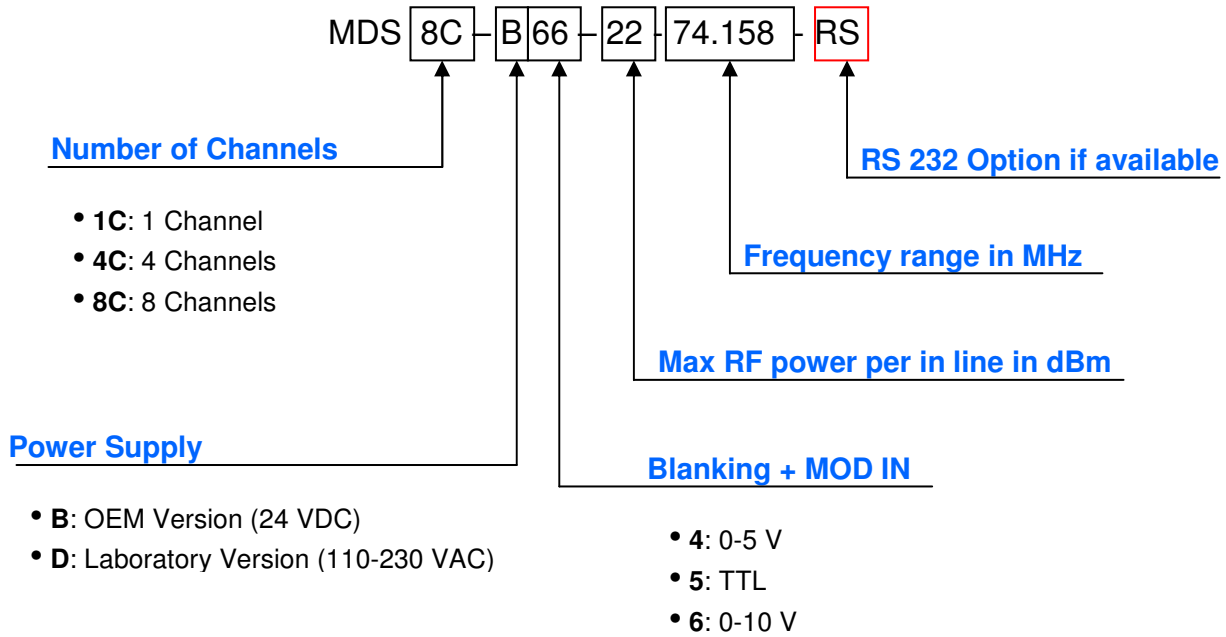 MDS 8C – B 66 – 22 - 74.158 - RS
Number of Channels
• 1C: 1 Channel
• 4C: 4 Channels
• 8C: 8 Channels
RS 232 Option if available
Frequency range in MHz
Max RF power per in line in dBm
Power Supply
• B: OEM Version (24 VDC)
• D: Laboratory Version (110-230 VAC)
Blanking + MOD IN
• 4: 0-5 V
• 5: TTL
• 6: 0-10 V